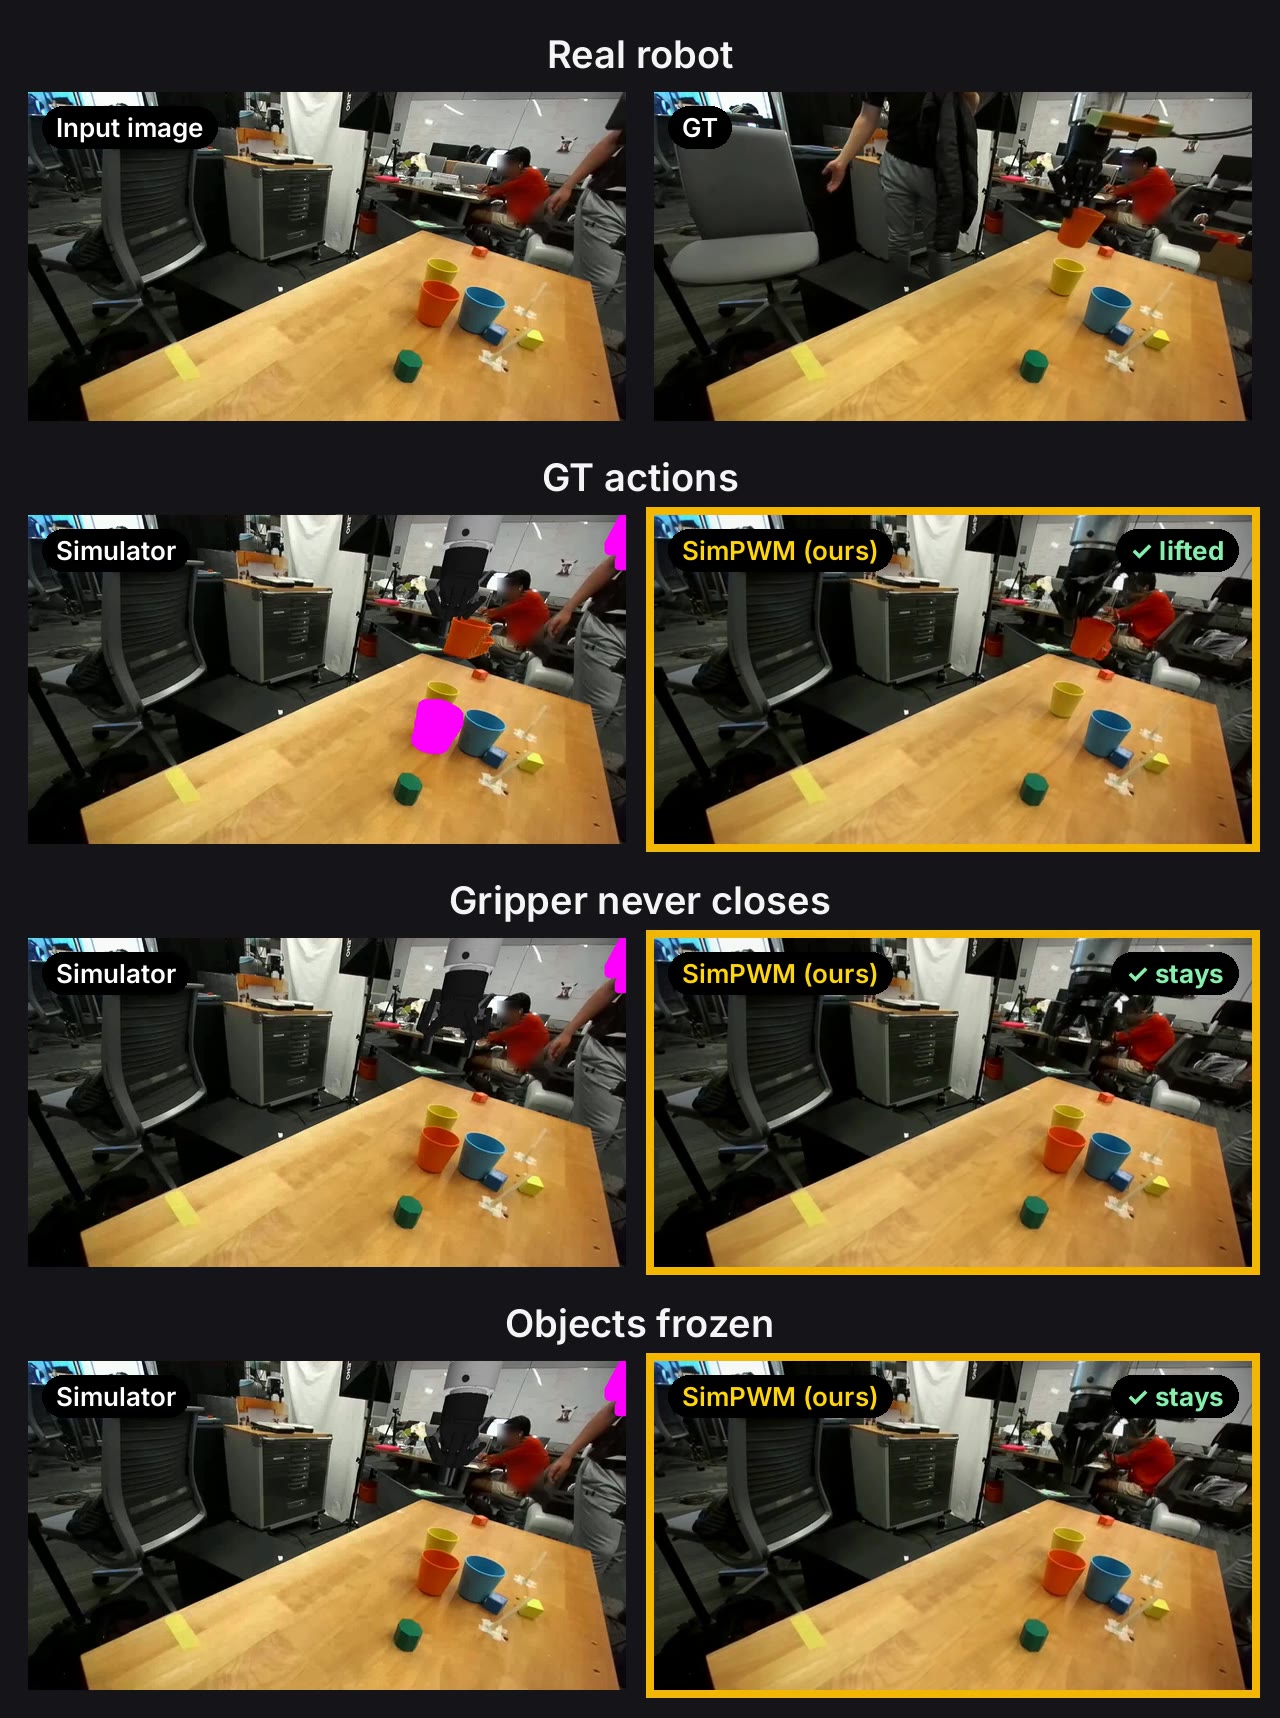 Real robot
Input image
GT
GT actions
Simulator
SimPWM (ours)
✓ lifted
Gripper never closes
Simulator
SimPWM (ours)
✓ stays
Objects frozen
Simulator
SimPWM (ours)
✓ stays